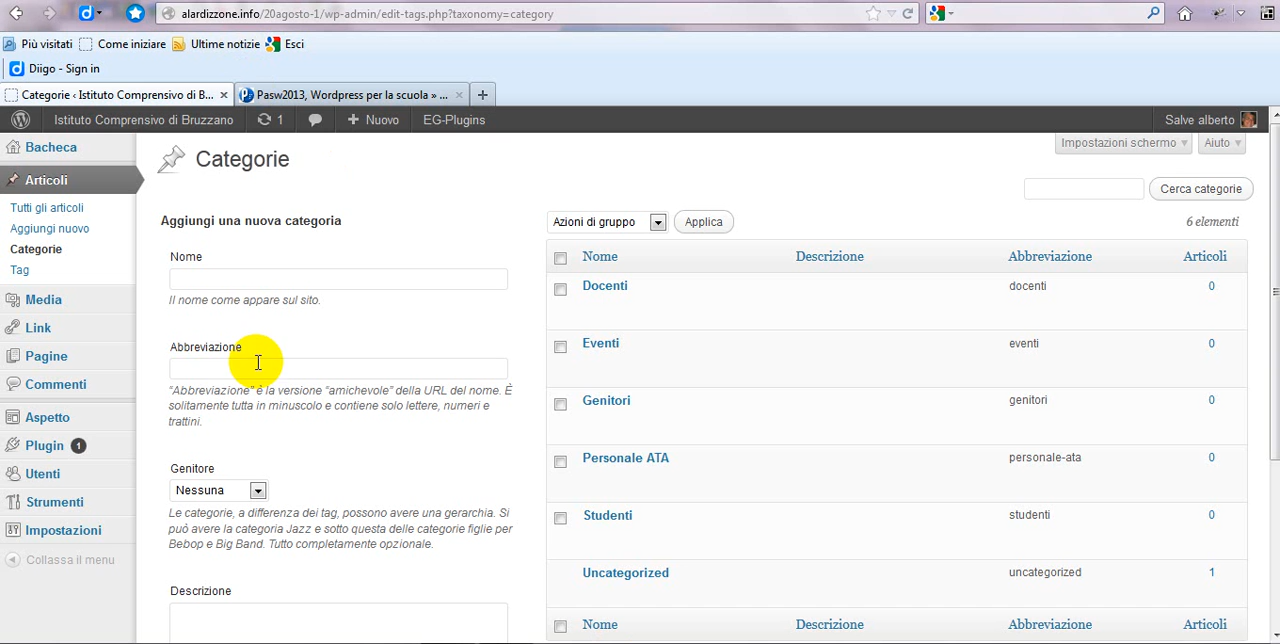 alardizzone.info/20agosto-1/wp-admin/edit-tags.php?taxonomy=category
Più visitati Come iniziare Ultime notizie Esci
Diigo - Sign in
Categorie ‹ Istituto Comprensivo di B... × Pasw2013, Wordpress per la scuola » ... × +
Istituto Comprensivo di Bruzzano 1 + Nuovo EG-Plugins Salve alberto
Bacheca
Articoli
Tutti gli articoli
Aggiungi nuovo
Categorie
Tag
Media
Link
Pagine
Commenti
Aspetto
Plugin 1
Utenti
Strumenti
Impostazioni
Collassa il menu
Categorie
Impostazioni schermo Aiuto
Cerca categorie
Aggiungi una nuova categoria
Nome
Il nome come appare sul sito.
Abbreviazione
“Abbreviazione” è la versione “amichevole” della URL del nome. È
solitamente tutta in minuscolo e contiene solo lettere, numeri e
trattini.
Genitore
Nessuna
Le categorie, a differenza dei tag, possono avere una gerarchia. Si
può avere la categoria Jazz e sotto questa delle categorie figlie per
Bebop e Big Band. Tutto completamente opzionale.
Descrizione
Azioni di gruppo Applica 6 elementi
Nome Descrizione Abbreviazione Articoli
Docenti docenti 0
Eventi eventi 0
Genitori genitori 0
Personale ATA personale-ata 0
Studenti studenti 0
Uncategorized uncategorized 1
Nome Descrizione Abbreviazione Articoli